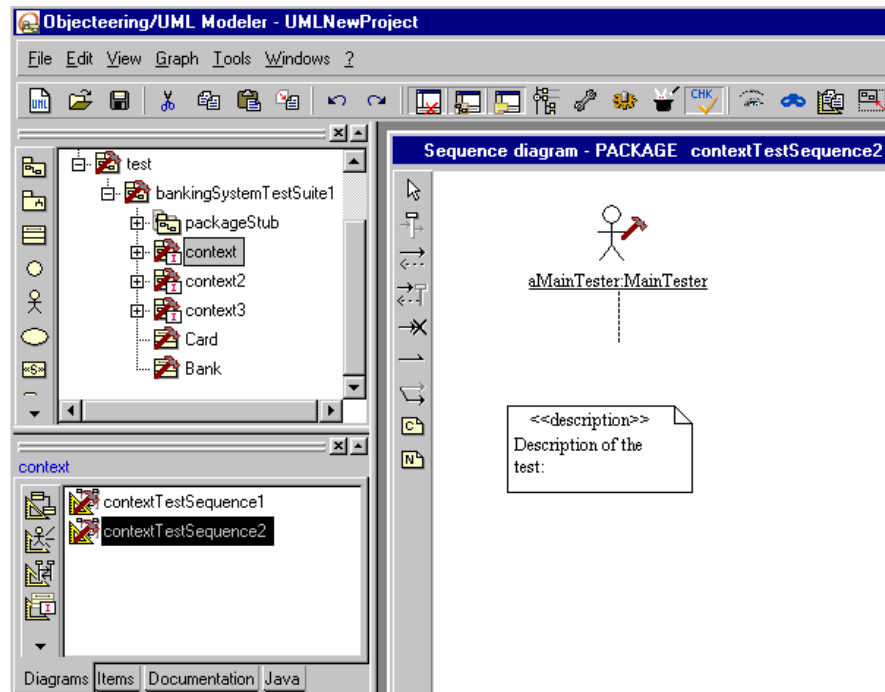 Objecteering/UML Modeler - UMLNewProject
File Edit View Graph Tools Windows ?
UML
CHK
test
bankingSystemTestSuite1
packageStub
context
context2
context3
Card
Bank
«S»
context
contextTestSequence1
contextTestSequence2
Diagrams Items Documentation Java
Sequence diagram - PACKAGE contextTestSequence2
aMainTester:MainTester
C
N
<<description>>
Description of the
test: